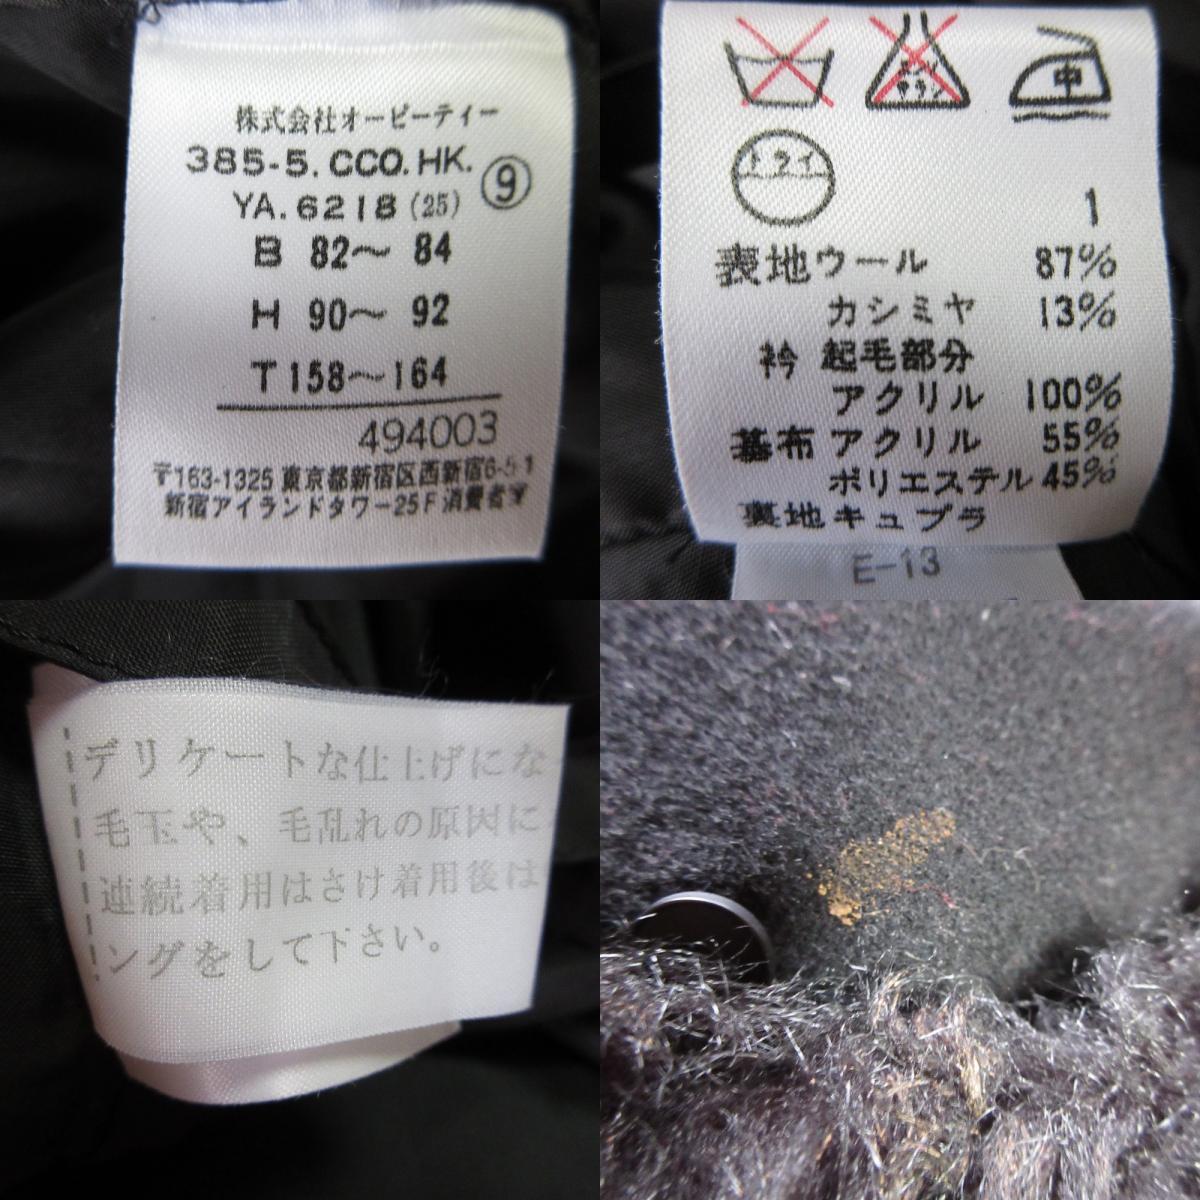 株式会社オーピーティー
385-5. CCO. HK.
YA. 6218 (25) ⑨
B 82〜 84
H 90〜 92
T 158〜164
494003
〒163-1325 東京都新宿区西新宿6-5-1
新宿アイランドタワー25F 消費者
中
ドライ
1
表地 ウール 87%
カシミヤ 13%
衿 起毛部分
アクリル 100%
基布 アクリル 55%
ポリエステル 45%
裏地 キュプラ
E-13
デリケートな仕上げにな
毛玉や、毛乱れの原因に
連続着用はさけ着用後は
ングをして下さい。